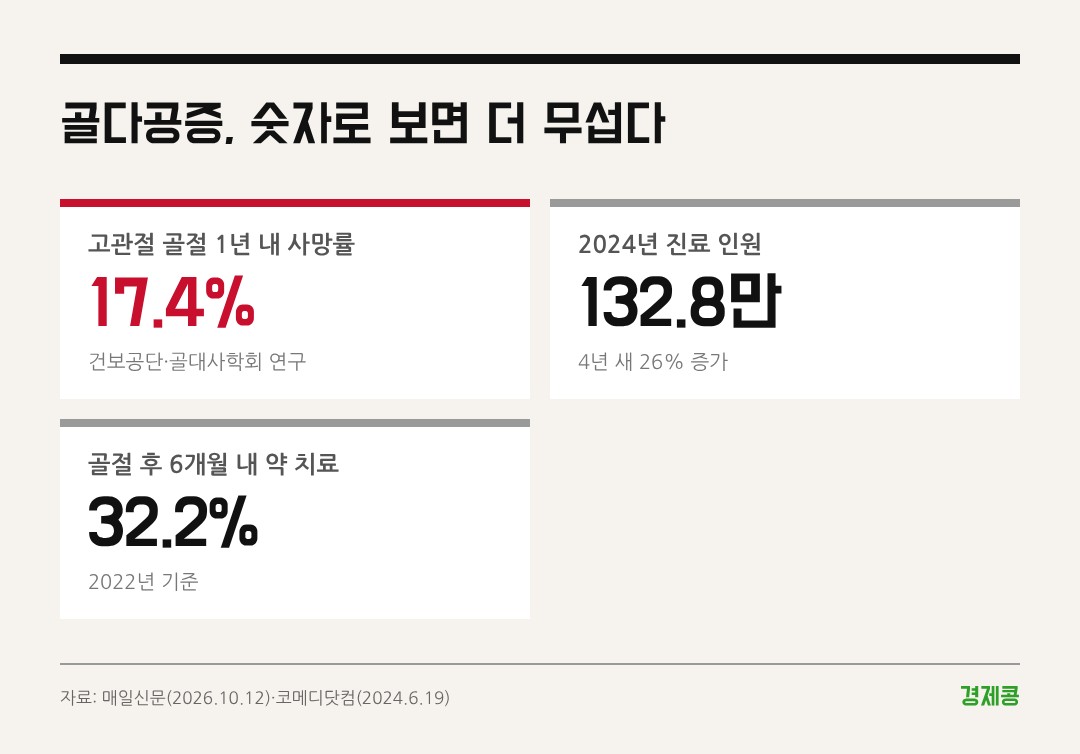 골다공증, 숫자로 보면 더 무섭다
고관절 골절 1년 내 사망률
17.4%
건보공단·골대사학회 연구
2024년 진료 인원
132.8만
4년 새 26% 증가
골절 후 6개월 내 약 치료
32.2%
2022년 기준
자료: 매일신문(2026.10.12)·코메디닷컴(2024.6.19)
경제콩